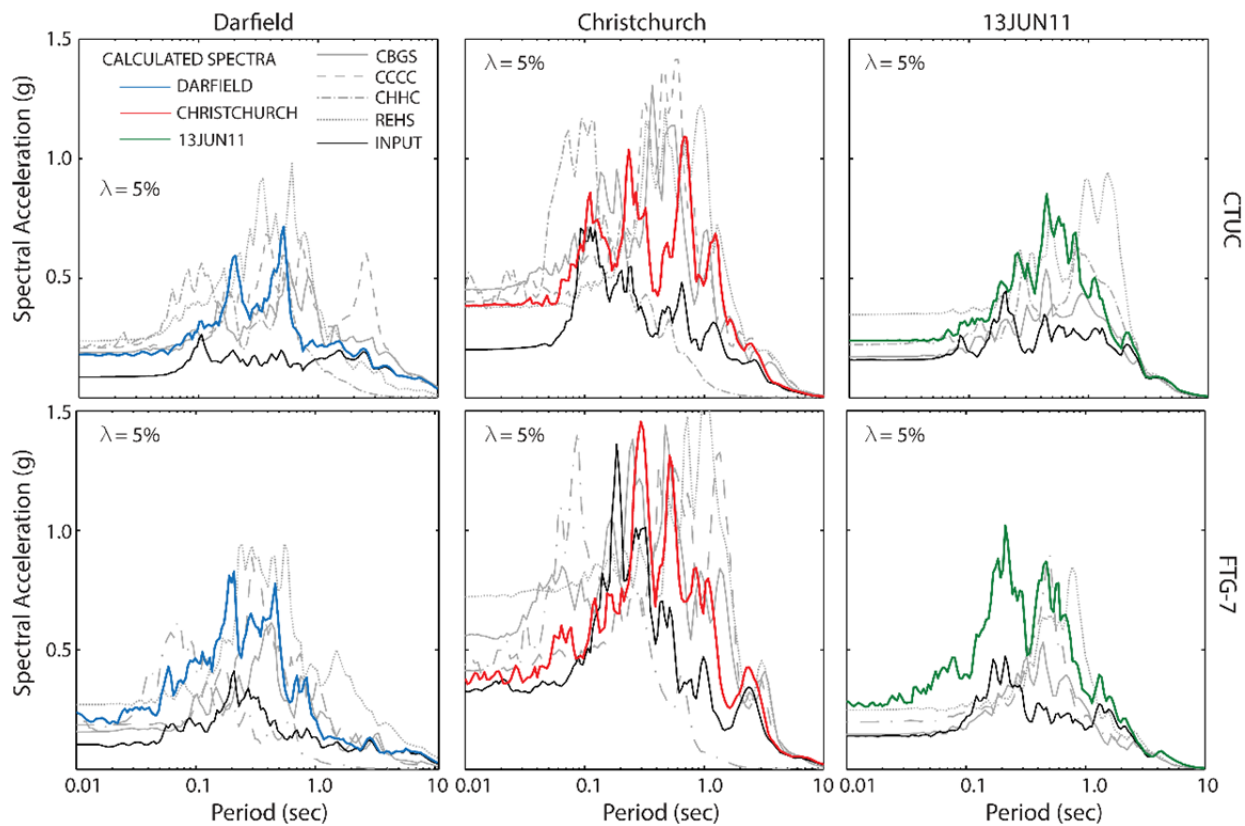 Darfield Christchurch 13JUN11
1.5
1.0
0.5
Spectral Acceleration (g)
CALCULATED SPECTRA
DARFIELD
CHRISTCHURCH
13JUN11
CBGS
CCCC
CHHC
REHS
INPUT
λ = 5%
λ = 5%
λ = 5%
CTUC
1.5
1.0
0.5
Spectral Acceleration (g)
λ = 5%
λ = 5%
λ = 5%
FTG-7
0.01 0.1 1.0 10 0.01 0.1 1.0 10 0.01 0.1 1.0 10
Period (sec) Period (sec) Period (sec)